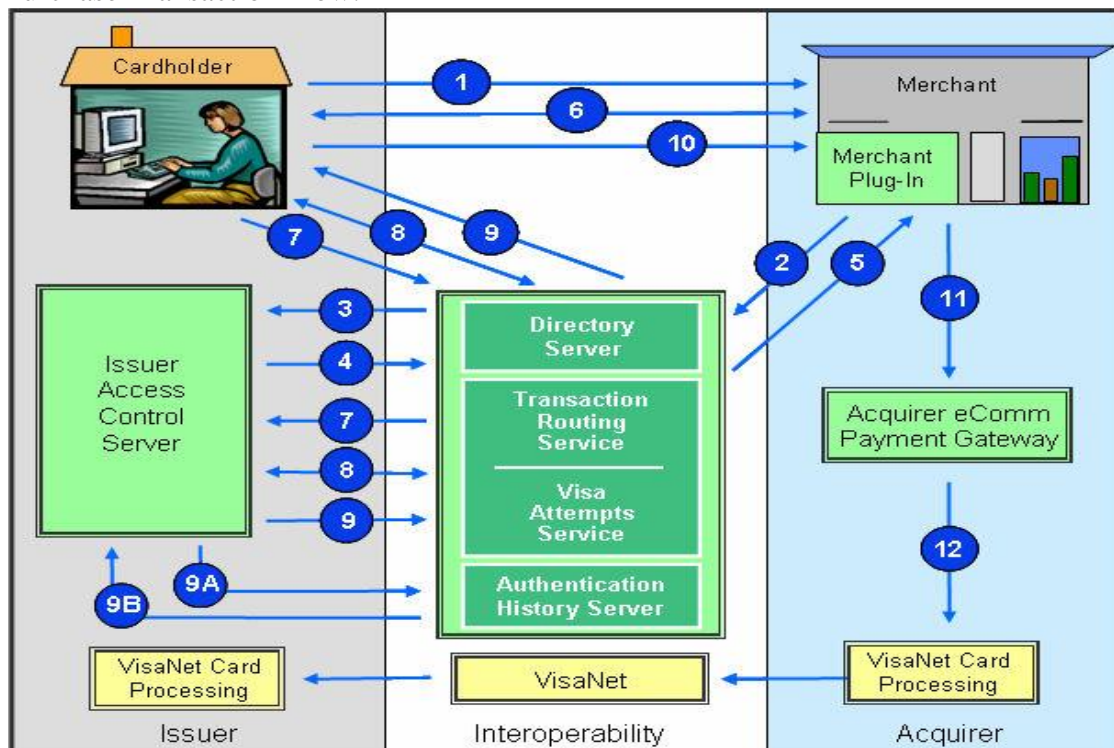 Cardholder
1
6
10
Merchant
Merchant
Plug-In
7
8
9
2
5
3
4
7
8
9
9A
9B
Issuer
Access
Control
Server
Directory
Server
Transaction
Routing
Service
Visa
Attempts
Service
Authentication
History Server
11
Acquirer eComm
Payment Gateway
12
VisaNet Card
Processing
VisaNet
VisaNet Card
Processing
Issuer
Interoperability
Acquirer